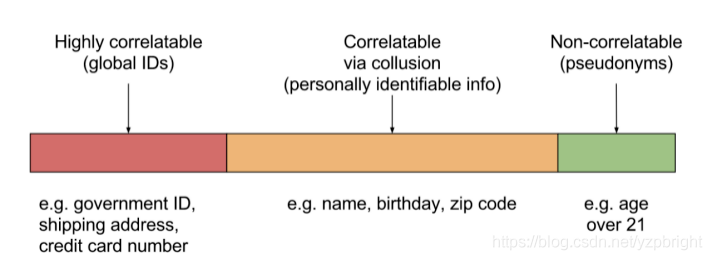 Highly correlatable
(global IDs)
Correlatable
via collusion
(personally identifiable info)
Non-correlatable
(pseudonyms)
e.g. government ID,
shipping address,
credit card number
e.g. name, birthday, zip code
e.g. age
over 21
https://blog.csdn.net/yzpbright